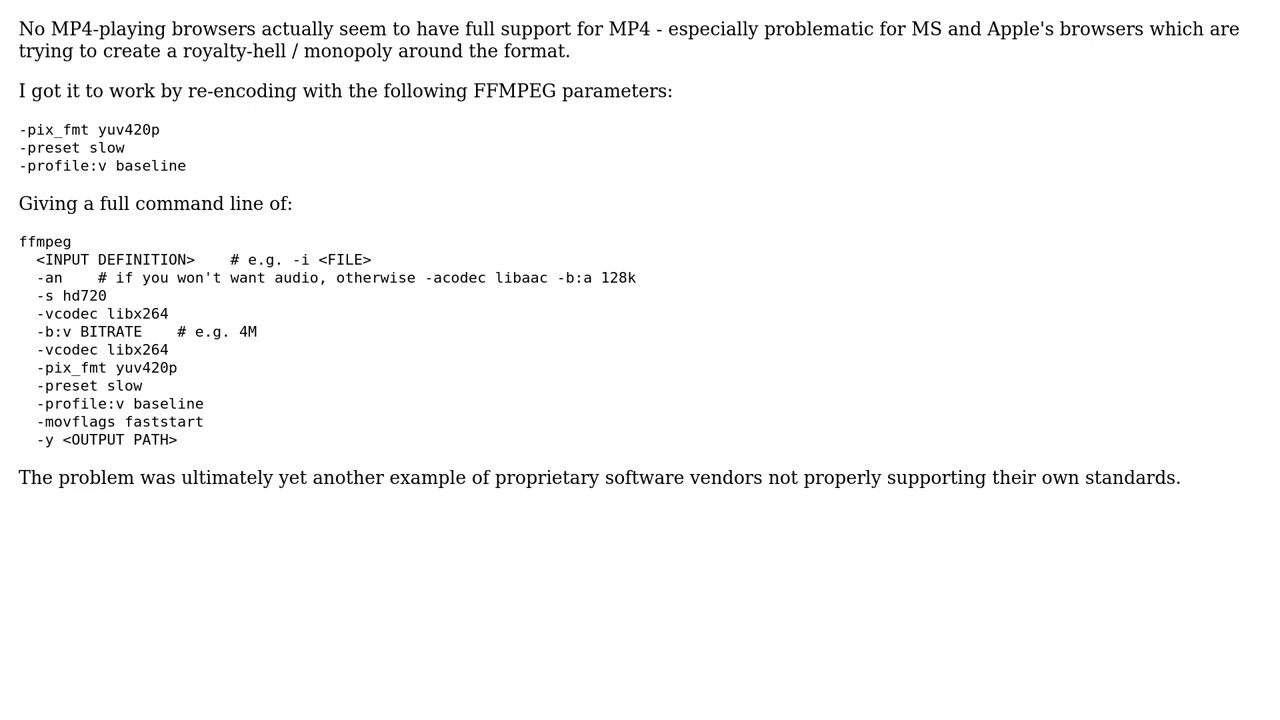 No MP4-playing browsers actually seem to have full support for MP4 - especially problematic for MS and Apple's browsers which are
trying to create a royalty-hell / monopoly around the format.
I got it to work by re-encoding with the following FFMPEG parameters:
-pix_fmt yuv420p
-preset slow
-profile:v baseline
Giving a full command line of:
ffmpeg
  <INPUT DEFINITION>    # e.g. -i <FILE>
  -an    # if you won't want audio, otherwise -acodec libaac -b:a 128k
  -s hd720
  -vcodec libx264
  -b:v BITRATE    # e.g. 4M
  -vcodec libx264
  -pix_fmt yuv420p
  -preset slow
  -profile:v baseline
  -movflags faststart
  -y <OUTPUT PATH>
The problem was ultimately yet another example of proprietary software vendors not properly supporting their own standards.